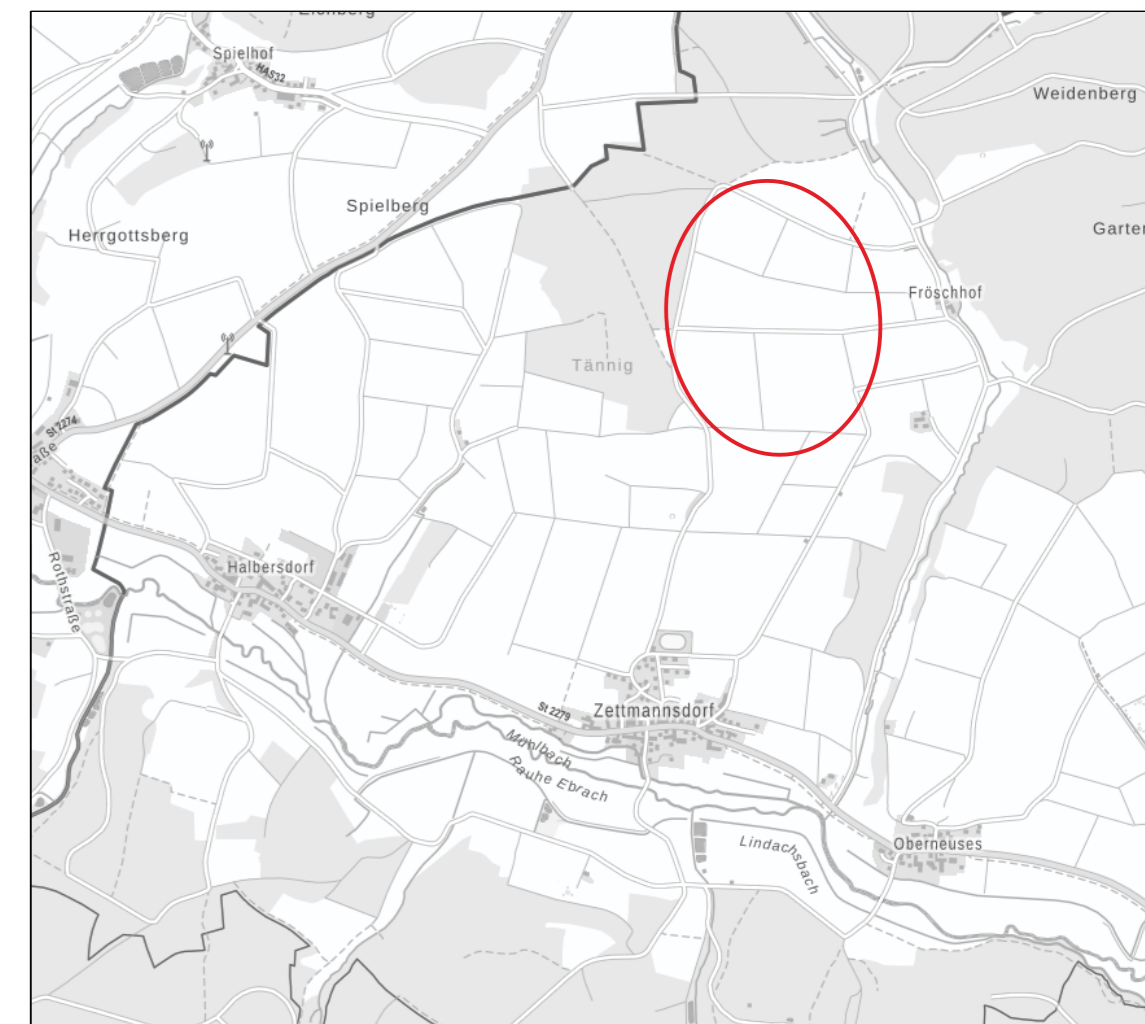 Eichberg
Spielhof
HAS32
Weidenberg
Spielberg
Herrgottsberg
Garten
Fröschhof
Tännig
St 2274
aße
Halbersdorf
Rothstraße
St 2279
Zettmannsdorf
Mühlbach
Rauhe Ebrach
Lindachsbach
Oberneuses